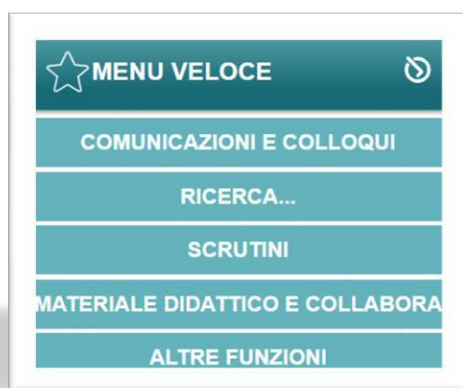 MENU VELOCE
COMUNICAZIONI E COLLOQUI
RICERCA...
SCRUTINI
MATERIALE DIDATTICO E COLLABORA
ALTRE FUNZIONI